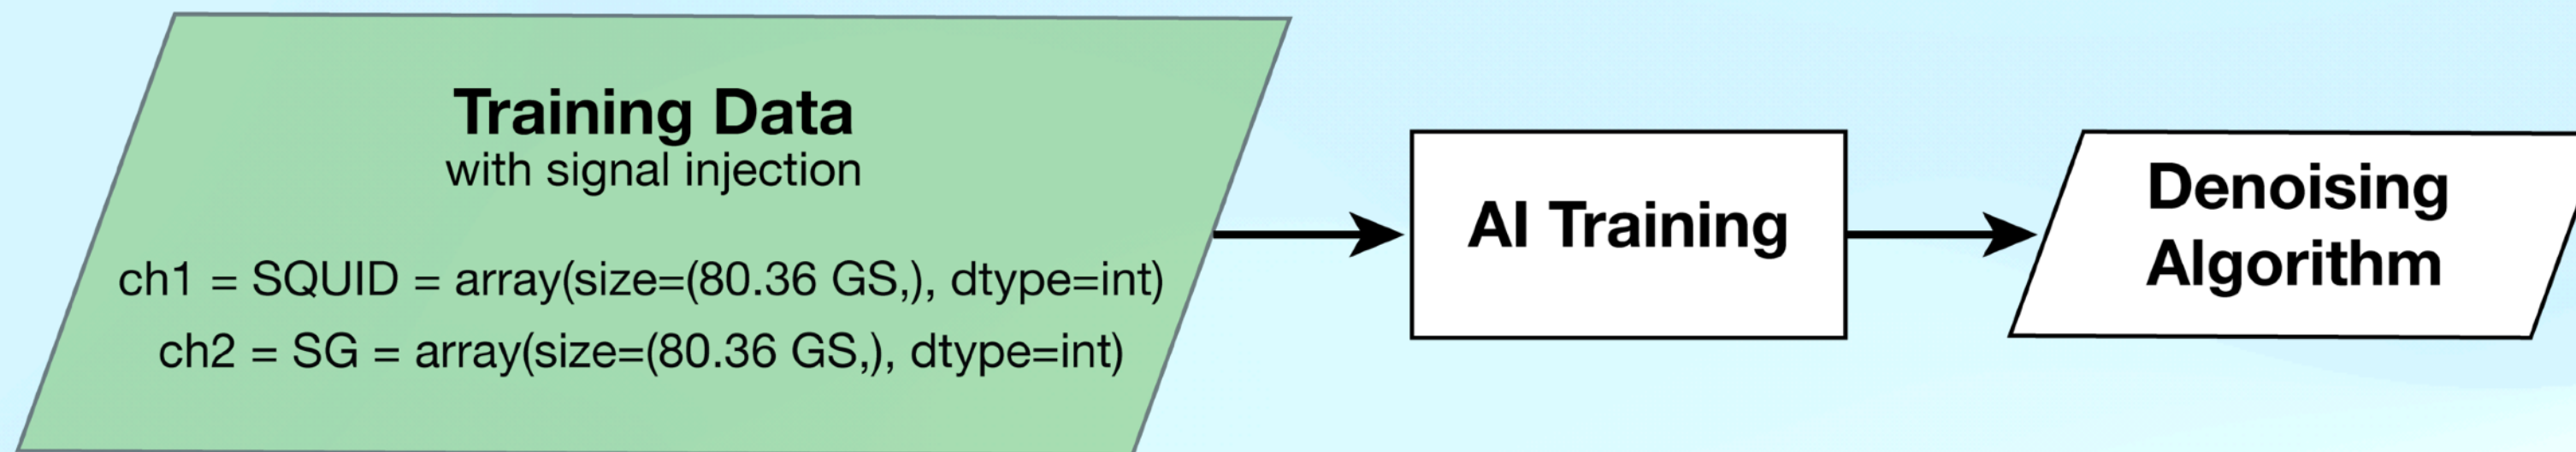 Training Data
with signal injection
ch1 = SQUID = array(size=(80.36 GS,), dtype=int)
ch2 = SG = array(size=(80.36 GS,), dtype=int)
AI Training
Denoising
Algorithm